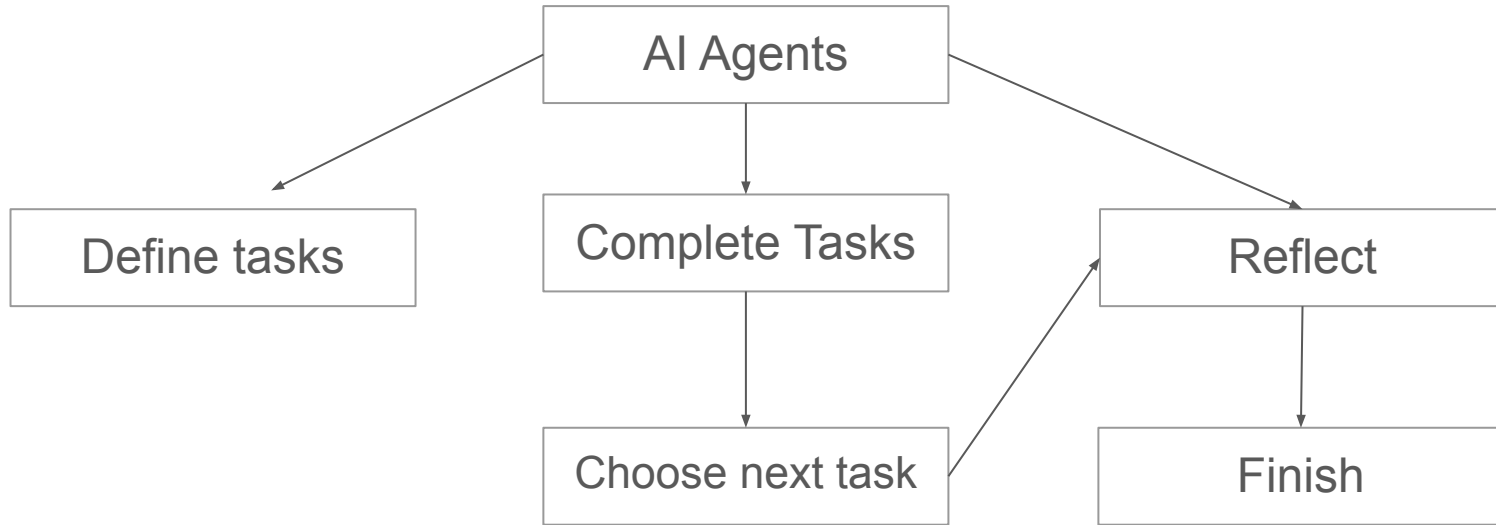 AI Agents
Define tasks
Complete Tasks
Reflect
Choose next task
Finish